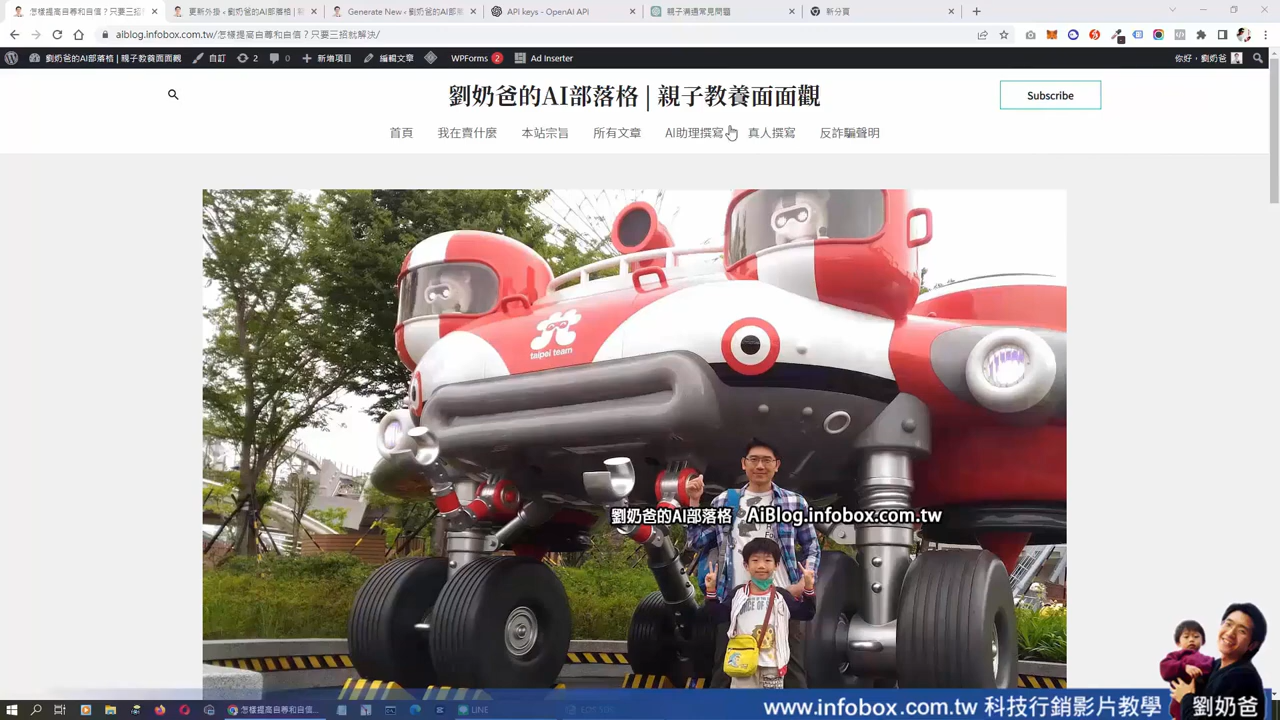 怎樣提高自尊和自信？只要三招
更新外掛 ‹ 劉奶爸的AI部落格 |
Generate New ‹ 劉奶爸的AI部
API keys - OpenAI API
親子溝通常見問題
新分頁
aiblog.infobox.com.tw/怎樣提高自尊和自信？只要三招就解決/
劉奶爸的AI部落格 | 親子教養面面觀
自訂
2
0
新增項目
編輯文章
WPForms 2
Ad Inserter
你好，劉奶爸
劉奶爸的AI部落格 | 親子教養面面觀
Subscribe
首頁
我在賣什麼
本站宗旨
所有文章
AI助理撰寫
真人撰寫
反詐騙聲明
taipei team
劉奶爸的AI部落格 · AiBlog.infobox.com.tw
www.infobox.com.tw 科技行銷影片教學
劉奶爸
怎樣提高自尊和自信...
LINE